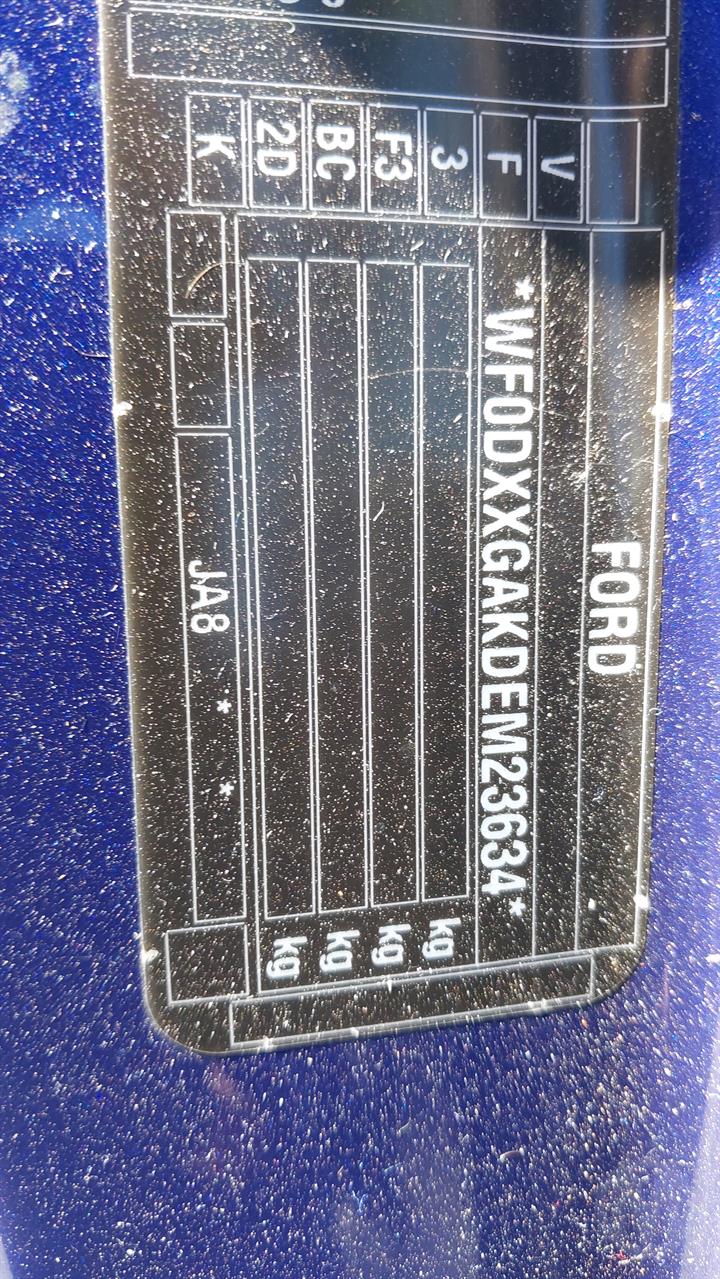 FORD
V
F *WF0DXXGAKDEM23634*
3 kg
F3 kg
BC kg
2D kg
K JA8 * *